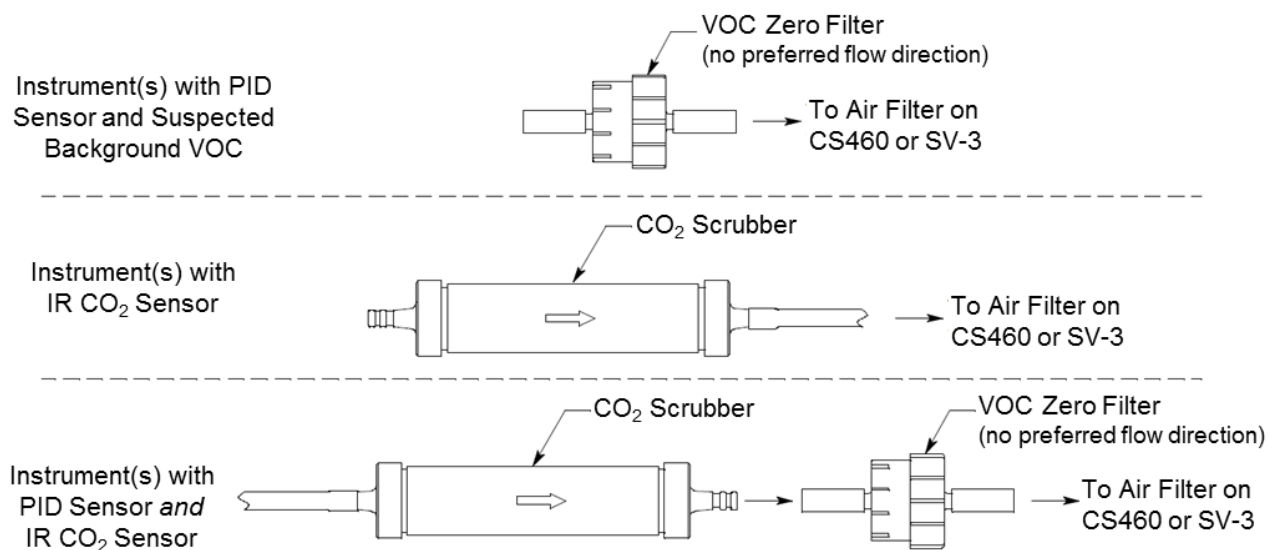 Instrument(s) with PID
Sensor and Suspected
Background VOC
VOC Zero Filter
(no preferred flow direction)
To Air Filter on
CS460 or SV-3
Instrument(s) with
IR CO₂ Sensor
CO₂ Scrubber
To Air Filter on
CS460 or SV-3
Instrument(s) with
PID Sensor and
IR CO₂ Sensor
CO₂ Scrubber
VOC Zero Filter
(no preferred flow direction)
To Air Filter on
CS460 or SV-3